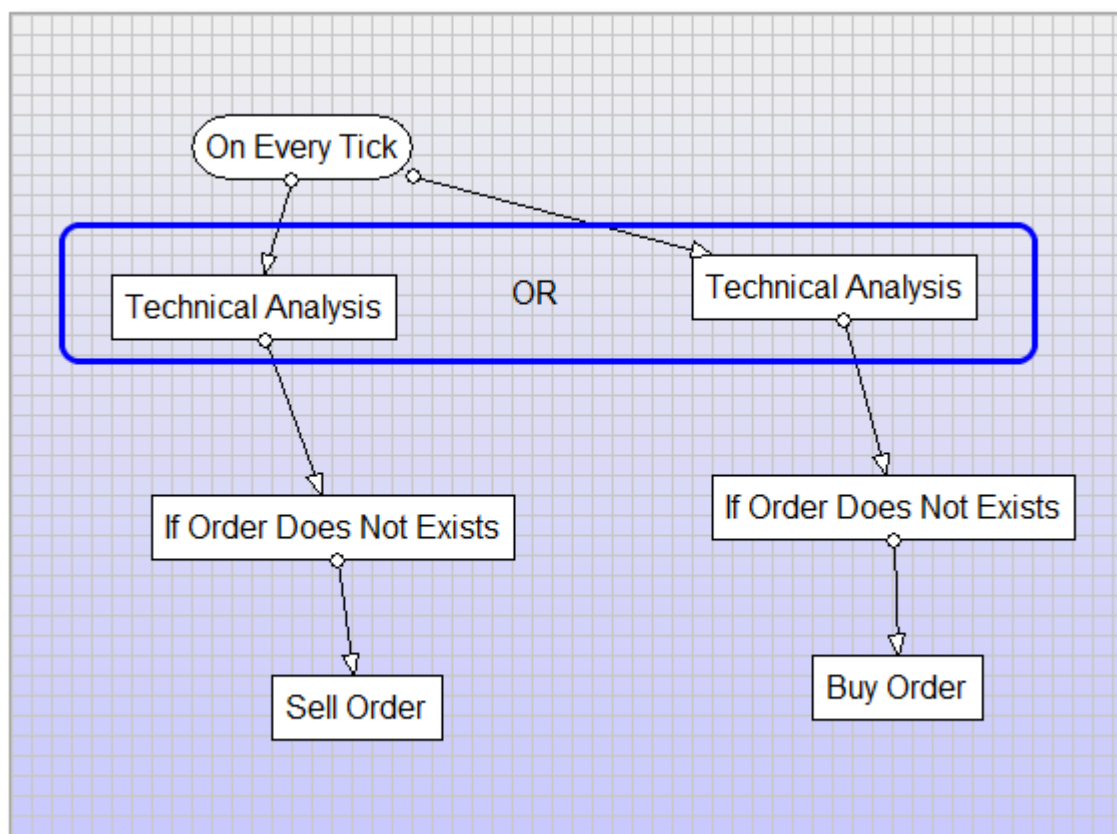 On Every Tick
Technical Analysis
OR
Technical Analysis
If Order Does Not Exists
If Order Does Not Exists
Sell Order
Buy Order